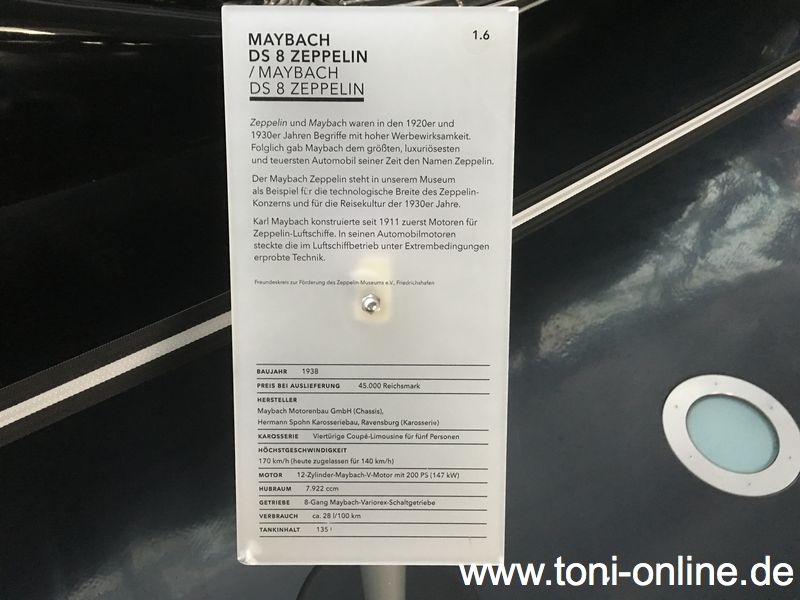 MAYBACH
DS 8 ZEPPELIN
/ MAYBACH
DS 8 ZEPPELIN
1.6
Zeppelin und Maybach waren in den 1920er und
1930er Jahren Begriffe mit hoher Werbewirksamkeit.
Folglich gab Maybach dem größten, luxuriösesten
und teuersten Automobil seiner Zeit den Namen Zeppelin.
Der Maybach Zeppelin steht in unserem Museum
als Beispiel für die technologische Breite des Zeppelin-
Konzerns und für die Reisekultur der 1930er Jahre.
Karl Maybach konstruierte seit 1911 zuerst Motoren für
Zeppelin-Luftschiffe. In seinen Automobilmotoren
steckte die im Luftschiffbetrieb unter Extrembedingungen
erprobte Technik.
Freundeskreis zur Förderung des Zeppelin Museums e.V., Friedrichshafen
BAUJAHR 1938
PREIS BEI AUSLIEFERUNG 45.000 Reichsmark
HERSTELLER
Maybach Motorenbau GmbH (Chassis),
Hermann Spohn Karosseriebau, Ravensburg (Karosserie)
KAROSSERIE Viertürige Coupé-Limousine für fünf Personen
HÖCHSTGESCHWINDIGKEIT
170 km/h (heute zugelassen für 140 km/h)
MOTOR 12-Zylinder-Maybach-V-Motor mit 200 PS (147 kW)
HUBRAUM 7.922 ccm
GETRIEBE 8-Gang Maybach-Variorex-Schaltgetriebe
VERBRAUCH ca. 28 l/100 km
TANKINHALT 135 l
www.toni-online.de